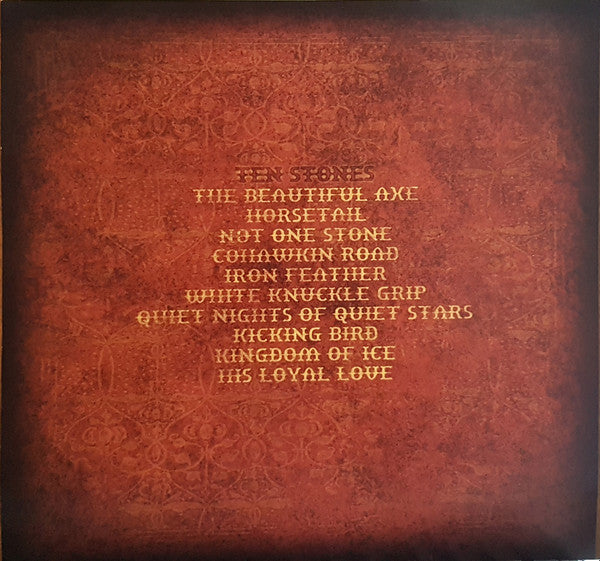 TEN STONES
THE BEAUTIFUL AXE
HORSETAIL
NOT ONE STONE
COHAWKIN ROAD
IRON FEATHER
WHITE KNUCKLE GRIP
QUIET NIGHTS OF QUIET STARS
KICKING BIRD
KINGDOM OF ICE
HIS LOYAL LOVE